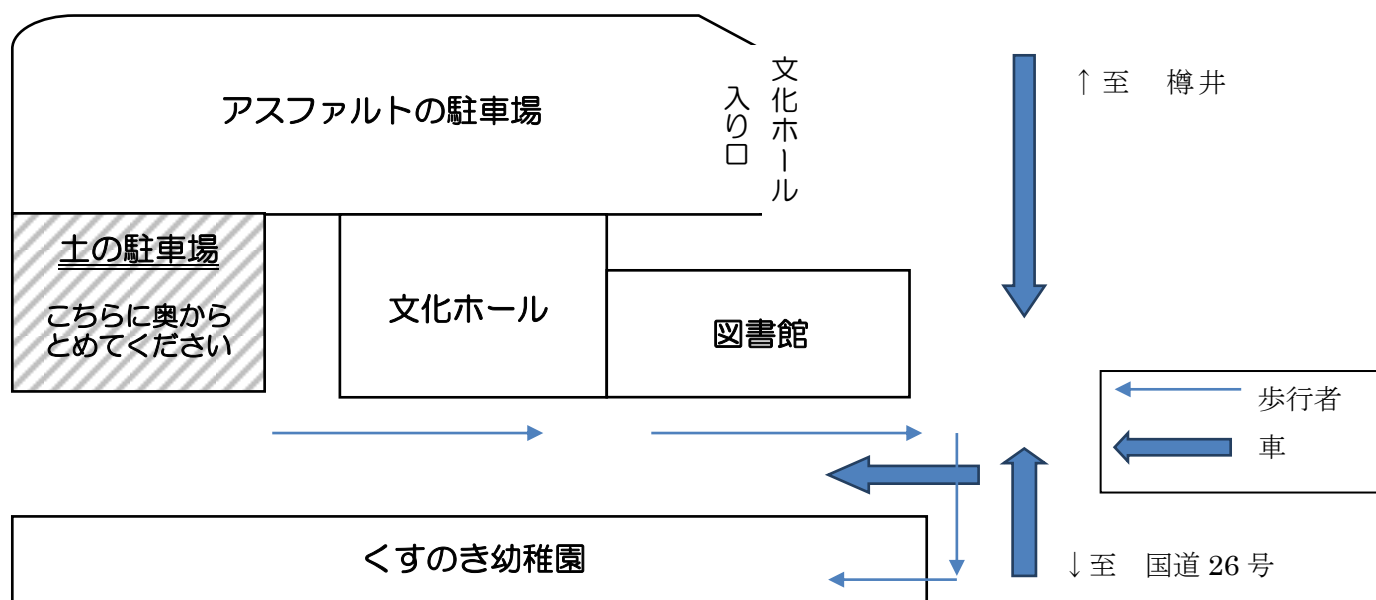 アスファルトの駐車場
文化ホール
入り口
↑至 樽井
土の駐車場
こちらに奥から
とめてください
文化ホール
図書館
歩行者
車
くすのき幼稚園
↓至 国道26号